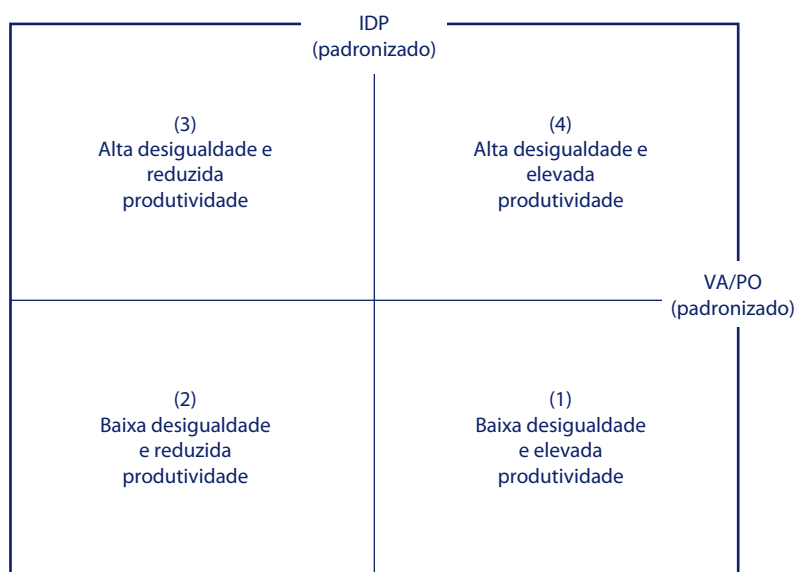 IDP
(padronizado)
(3)
Alta desigualdade e
reduzida
produtividade
(4)
Alta desigualdade e
elevada
produtividade
VA/PO
(padronizado)
(2)
Baixa desigualdade
e reduzida
produtividade
(1)
Baixa desigualdade
e elevada
produtividade